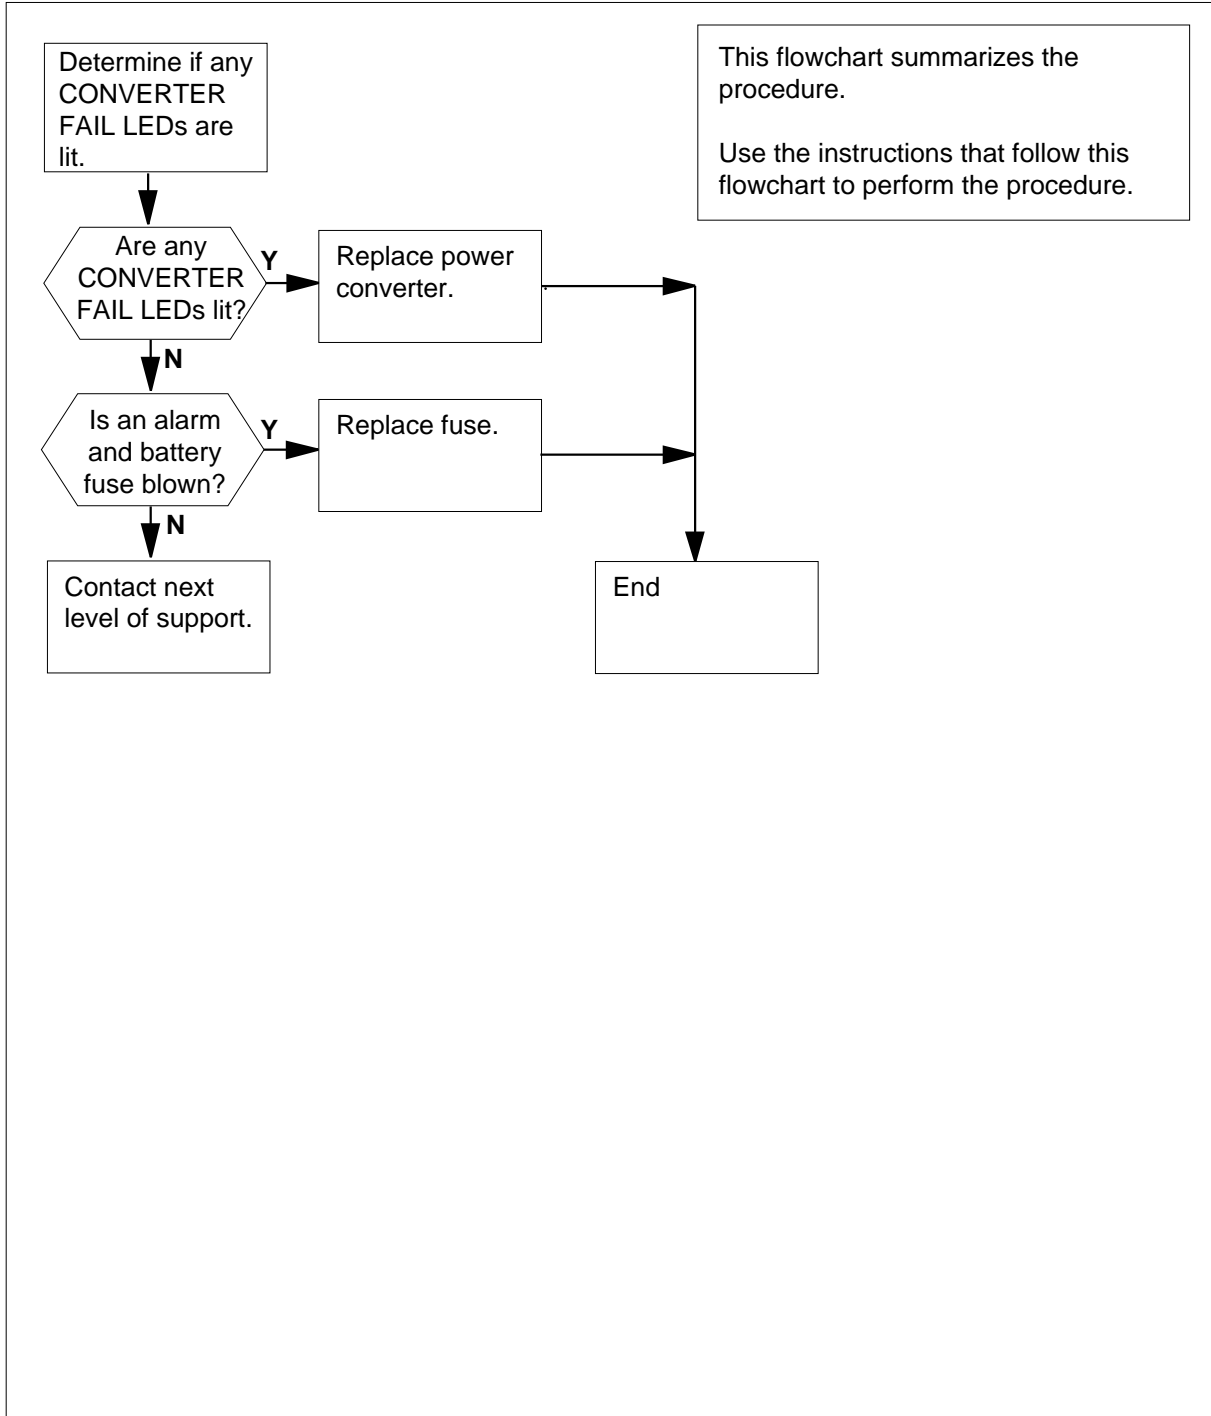 Determine if any
CONVERTER
FAIL LEDs are
lit.
This flowchart summarizes the
procedure.
Use the instructions that follow this
flowchart to perform the procedure.
Are any
CONVERTER
FAIL LEDs lit?
Y
Replace power
converter.
N
Is an alarm
and battery
fuse blown?
Y
Replace fuse.
N
Contact next
level of support.
End